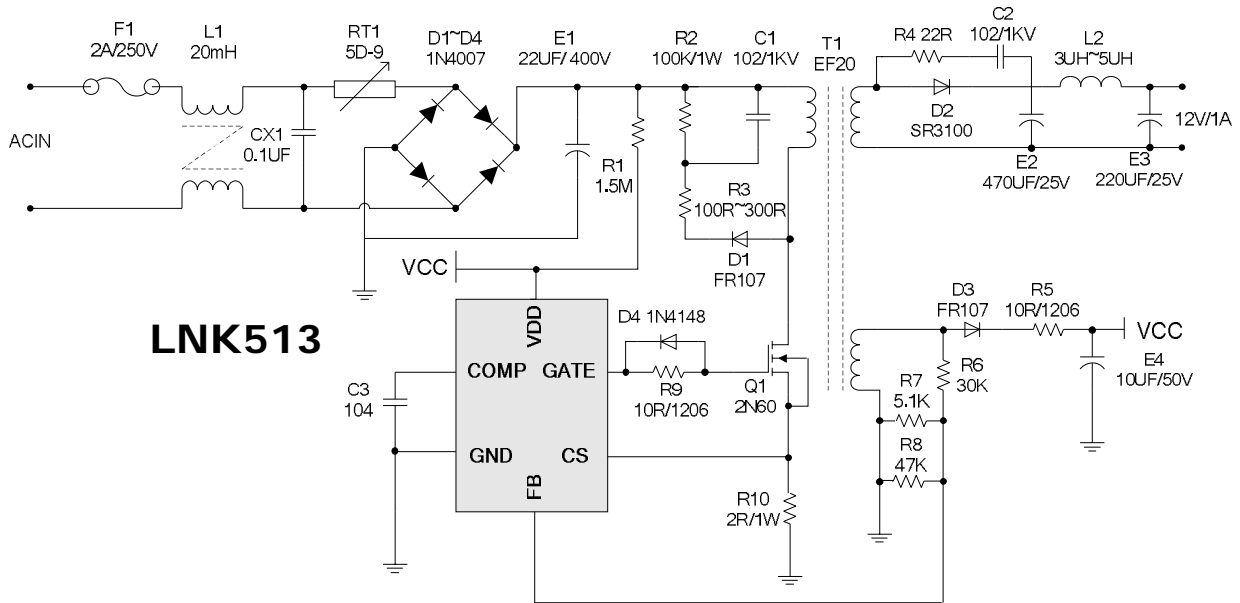 F1
2A/250V
L1
20mH
RT1
5D-9
D1~D4
1N4007
E1
22UF/400V
R2
100K/1W
C1
102/1KV
T1
EF20
R4 22R
C2
102/1KV
L2
3UH~5UH
ACIN
CX1
0.1UF
R1
1.5M
D2
SR3100
12V/1A
E2
470UF/25V
E3
220UF/25V
R3
100R~300R
D1
FR107
VCC
LNK513
VDD
COMP
GATE
GND
CS
FB
C3
104
D4 1N4148
R9
10R/1206
Q1
2N60
R10
2R/1W
D3
FR107
R5
10R/1206
VCC
E4
10UF/50V
R6
30K
R7
5.1K
R8
47K